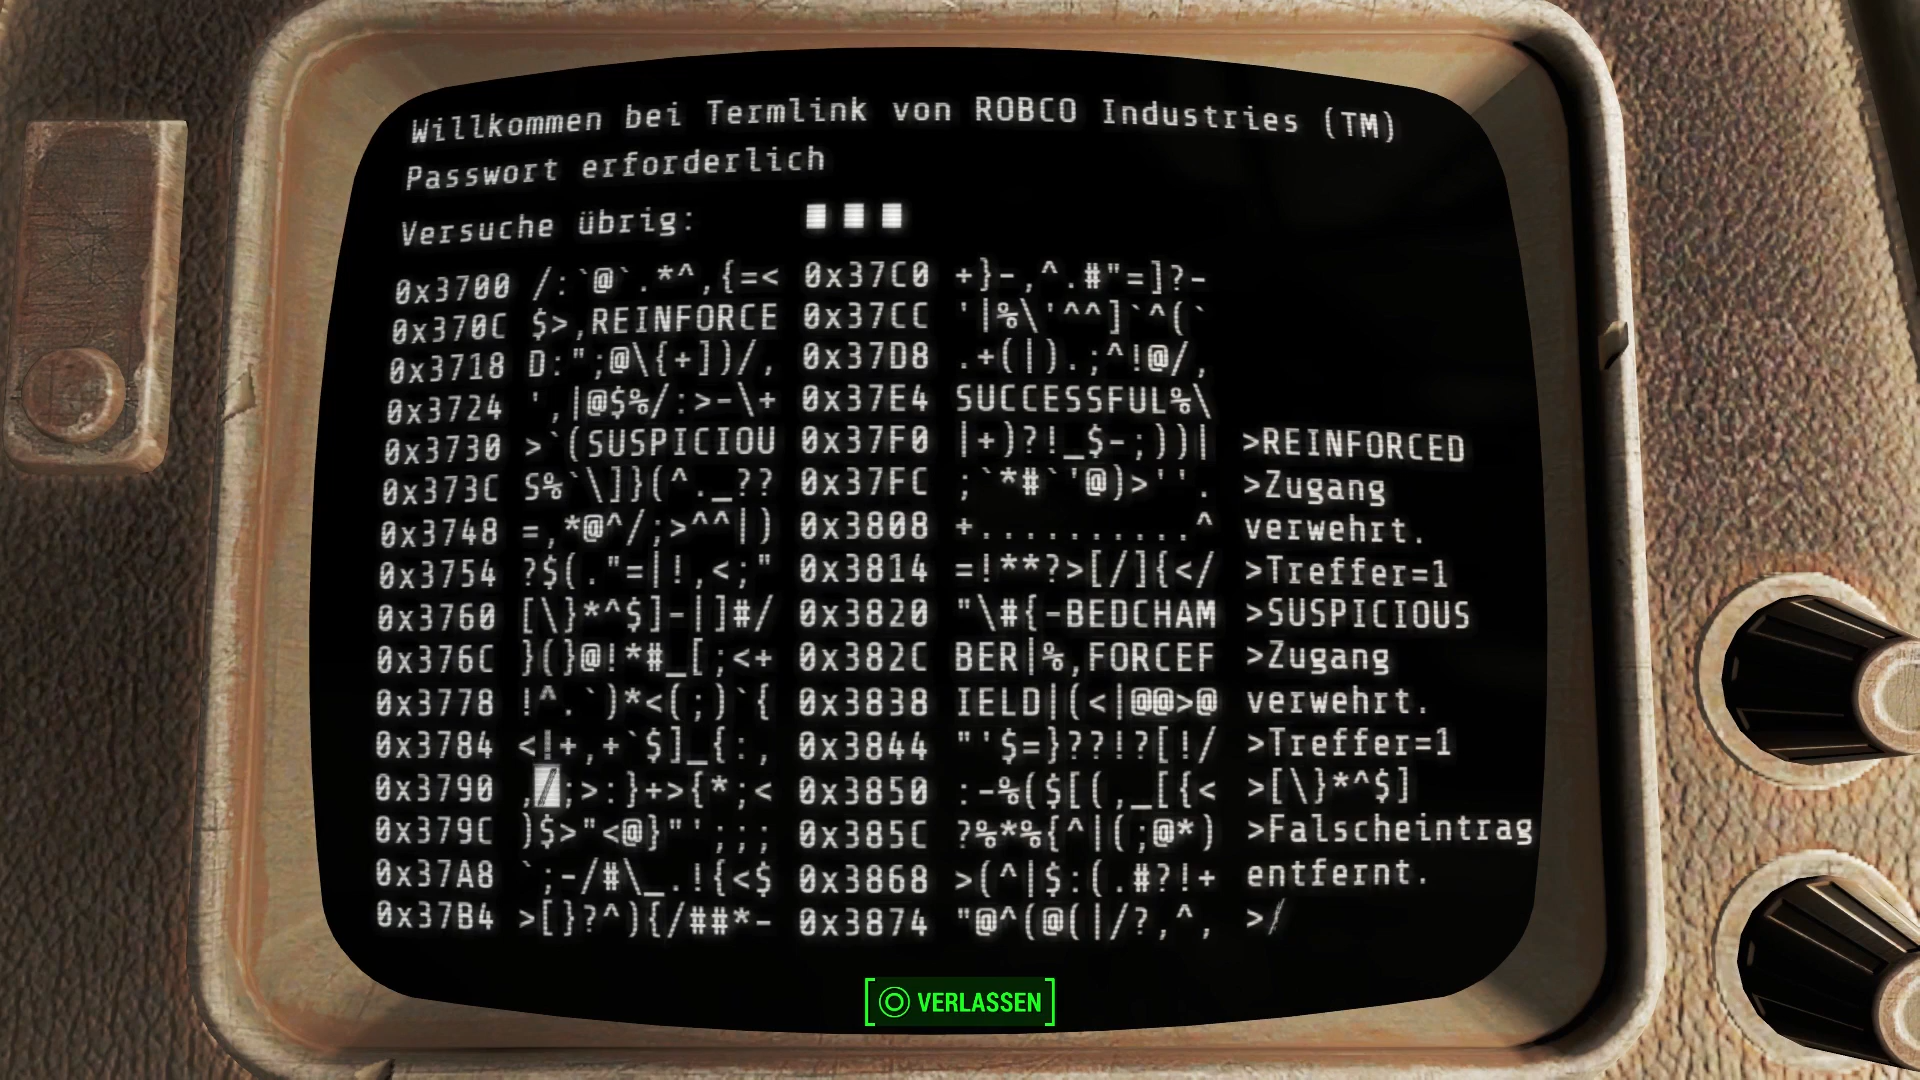 Willkommen bei Termlink von ROBCO Industries (TM)
Passwort erforderlich
Versuche übrig: ■ ■ ■
0x3700 /:`@`.*^,{=< 0x37C0 +}-,^.#"=]?-
0x370C $>,REINFORCE 0x37CC '|%\'^^]`^(`
0x3718 D:";@\{+])/, 0x37D8 .+(|).;^!@/,
0x3724 ',|@$%/:>-\+ 0x37E4 SUCCESSFUL%\
0x3730 >`(SUSPICIOU 0x37F0 |+)?!_$-;))| >REINFORCED
0x373C S%`\]}(^._?? 0x37FC ;`*#`'@)>''. >Zugang
0x3748 =,*@^/;>^^|) 0x3808 +..........^ verwehrt.
0x3754 ?$(."=|!,<;" 0x3814 =!**?>[/]{</ >Treffer=1
0x3760 [\}*^$]-|]#/ 0x3820 "\#{-BEDCHAM >SUSPICIOUS
0x376C }(}@!*#_[;<+ 0x382C BER|%,FORCEF >Zugang
0x3778 !^.`)*<(;)`{ 0x3838 IELD|(<|@@>@ verwehrt.
0x3784 <!+,+`$]_{:, 0x3844 "'$=}??!?[!/ >Treffer=1
0x3790 ,/;>:}+>{*;< 0x3850 :-%($[(,_[{< >[\}*^$]
0x379C )$>"<@}"';;; 0x385C ?%*%{^|(;@*) >Falscheintrag
0x37A8 `;-/#\_.!{<$ 0x3868 >(^|$:(.#?!+ entfernt.
0x37B4 >[}?^){/##*- 0x3874 "@^(@(|/?,^, >/
VERLASSEN